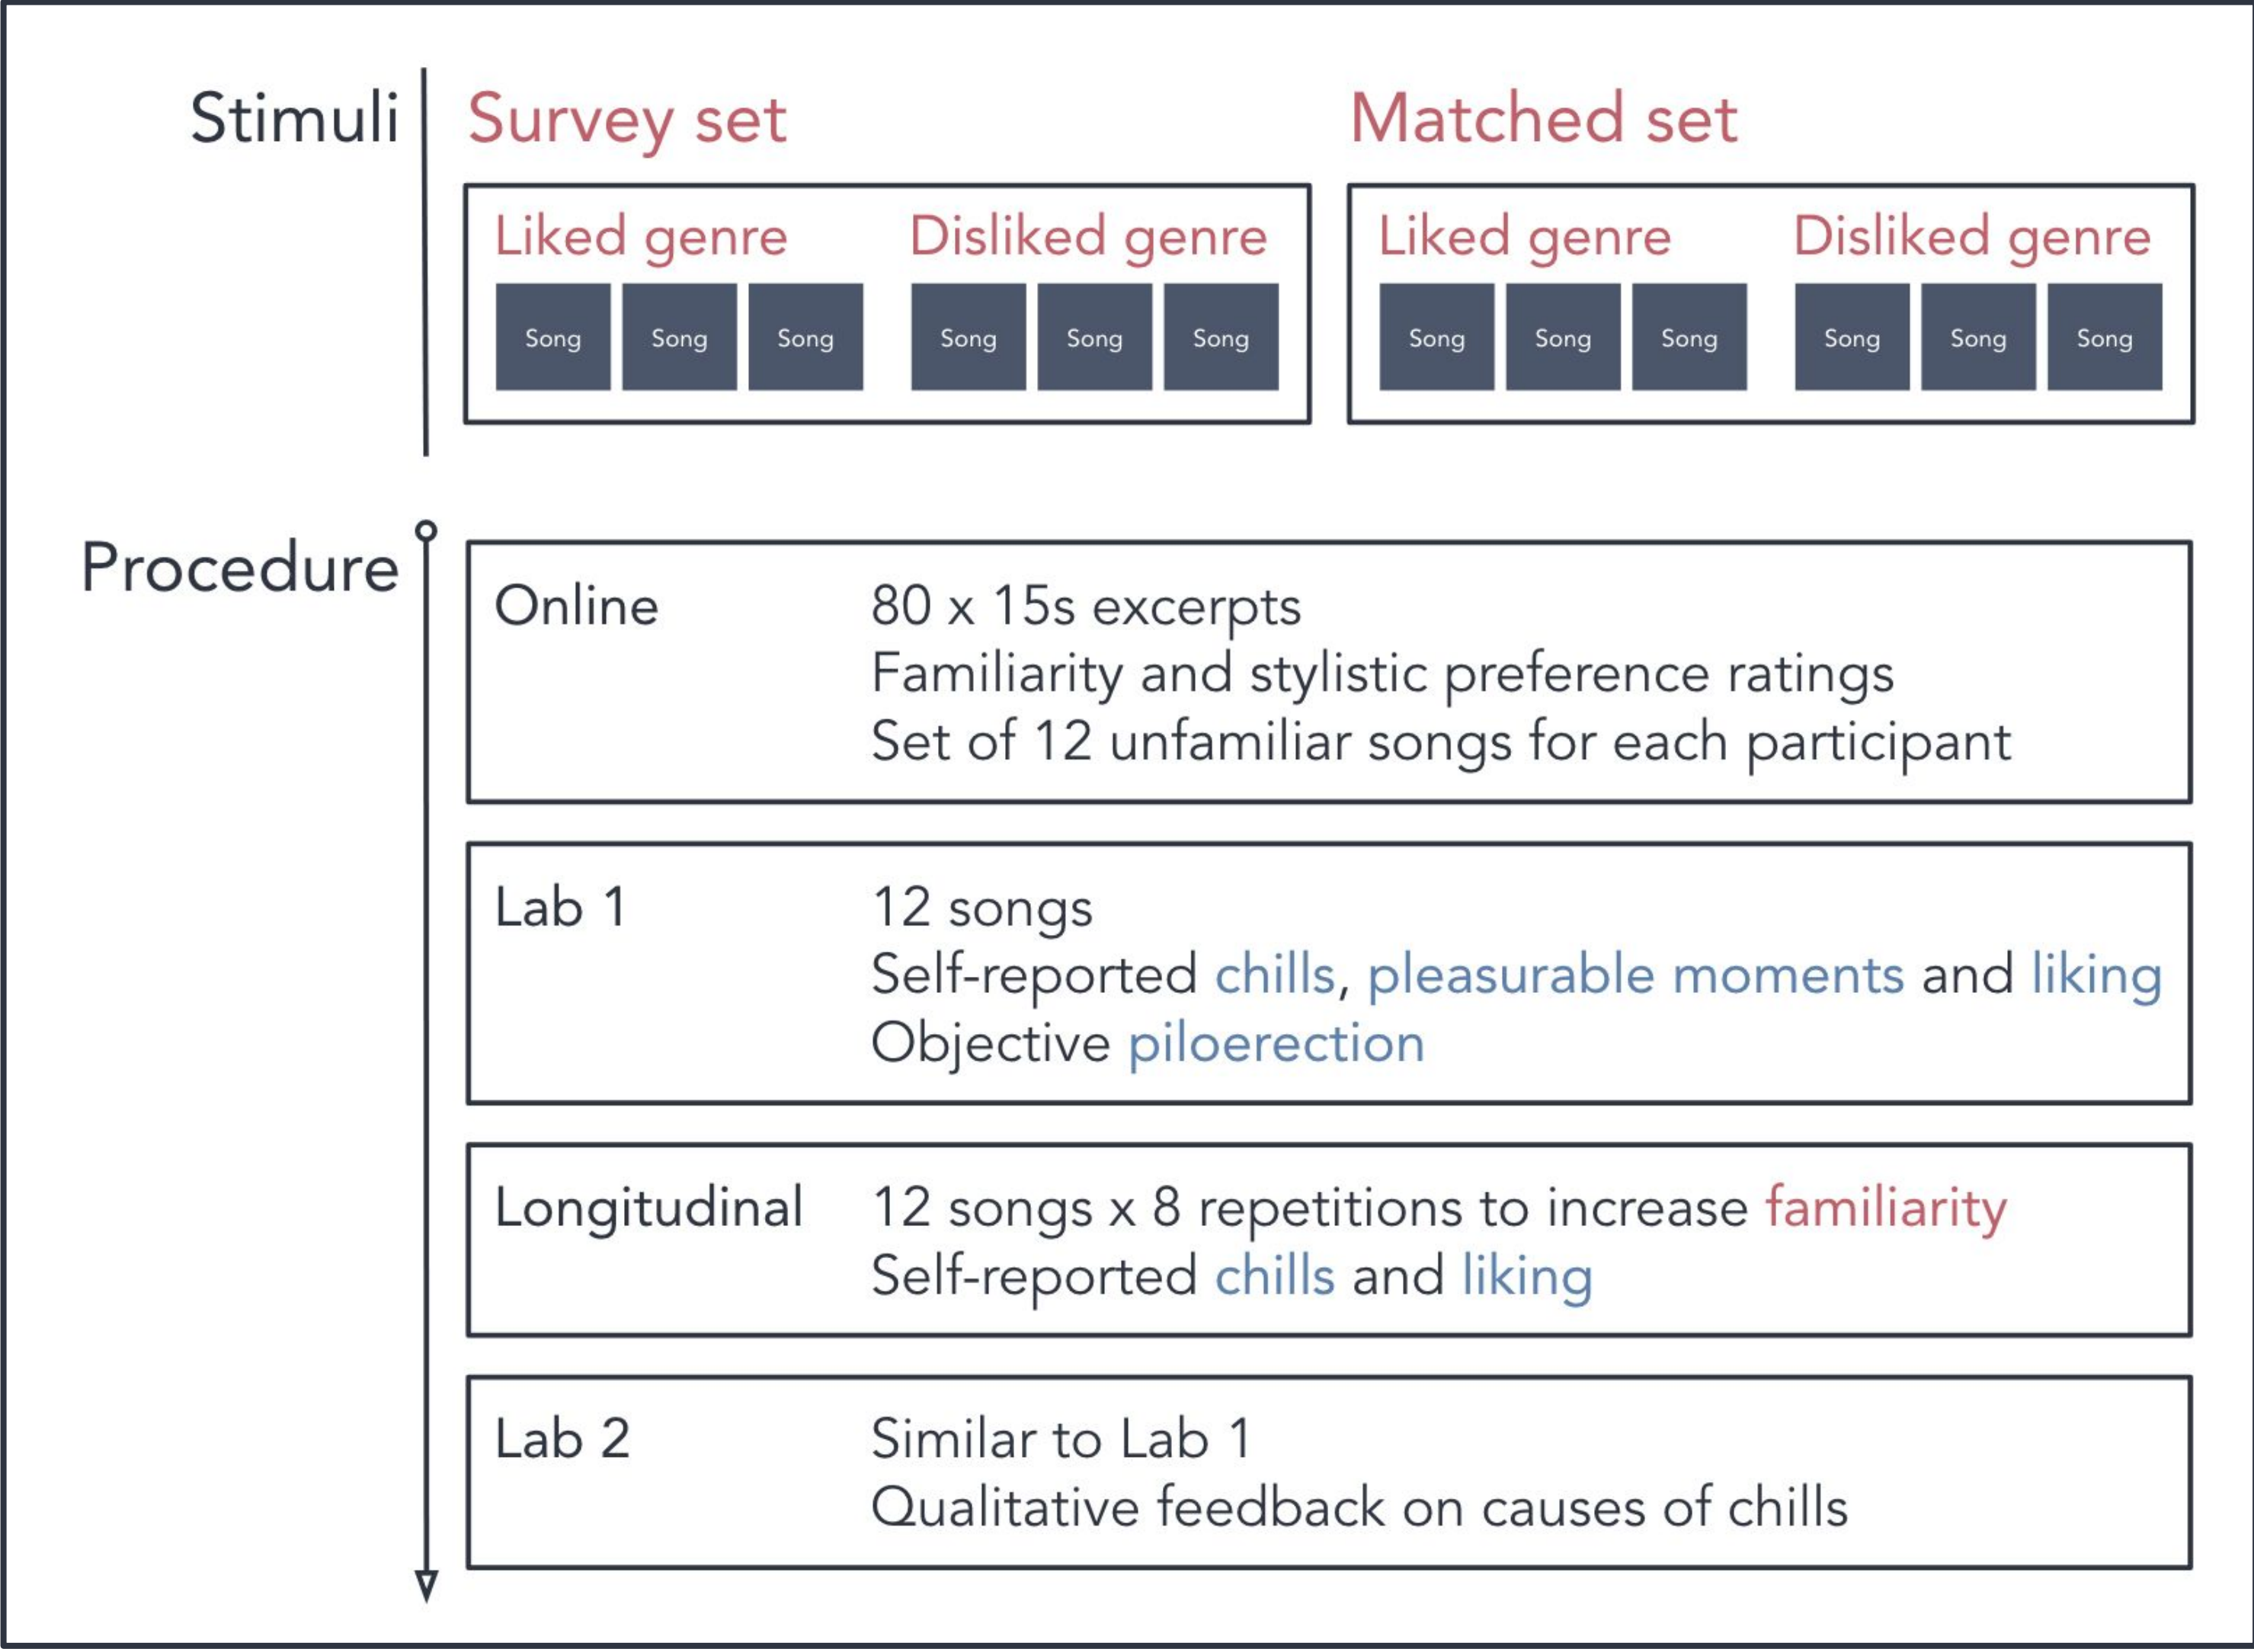 Stimuli
Survey set
Matched set
Liked genre
Disliked genre
Song Song Song
Song Song Song
Liked genre
Disliked genre
Song Song Song
Song Song Song
Procedure
Online
80 x 15s excerpts
Familiarity and stylistic preference ratings
Set of 12 unfamiliar songs for each participant
Lab 1
12 songs
Self-reported chills, pleasurable moments and liking
Objective piloerection
Longitudinal
12 songs x 8 repetitions to increase familiarity
Self-reported chills and liking
Lab 2
Similar to Lab 1
Qualitative feedback on causes of chills